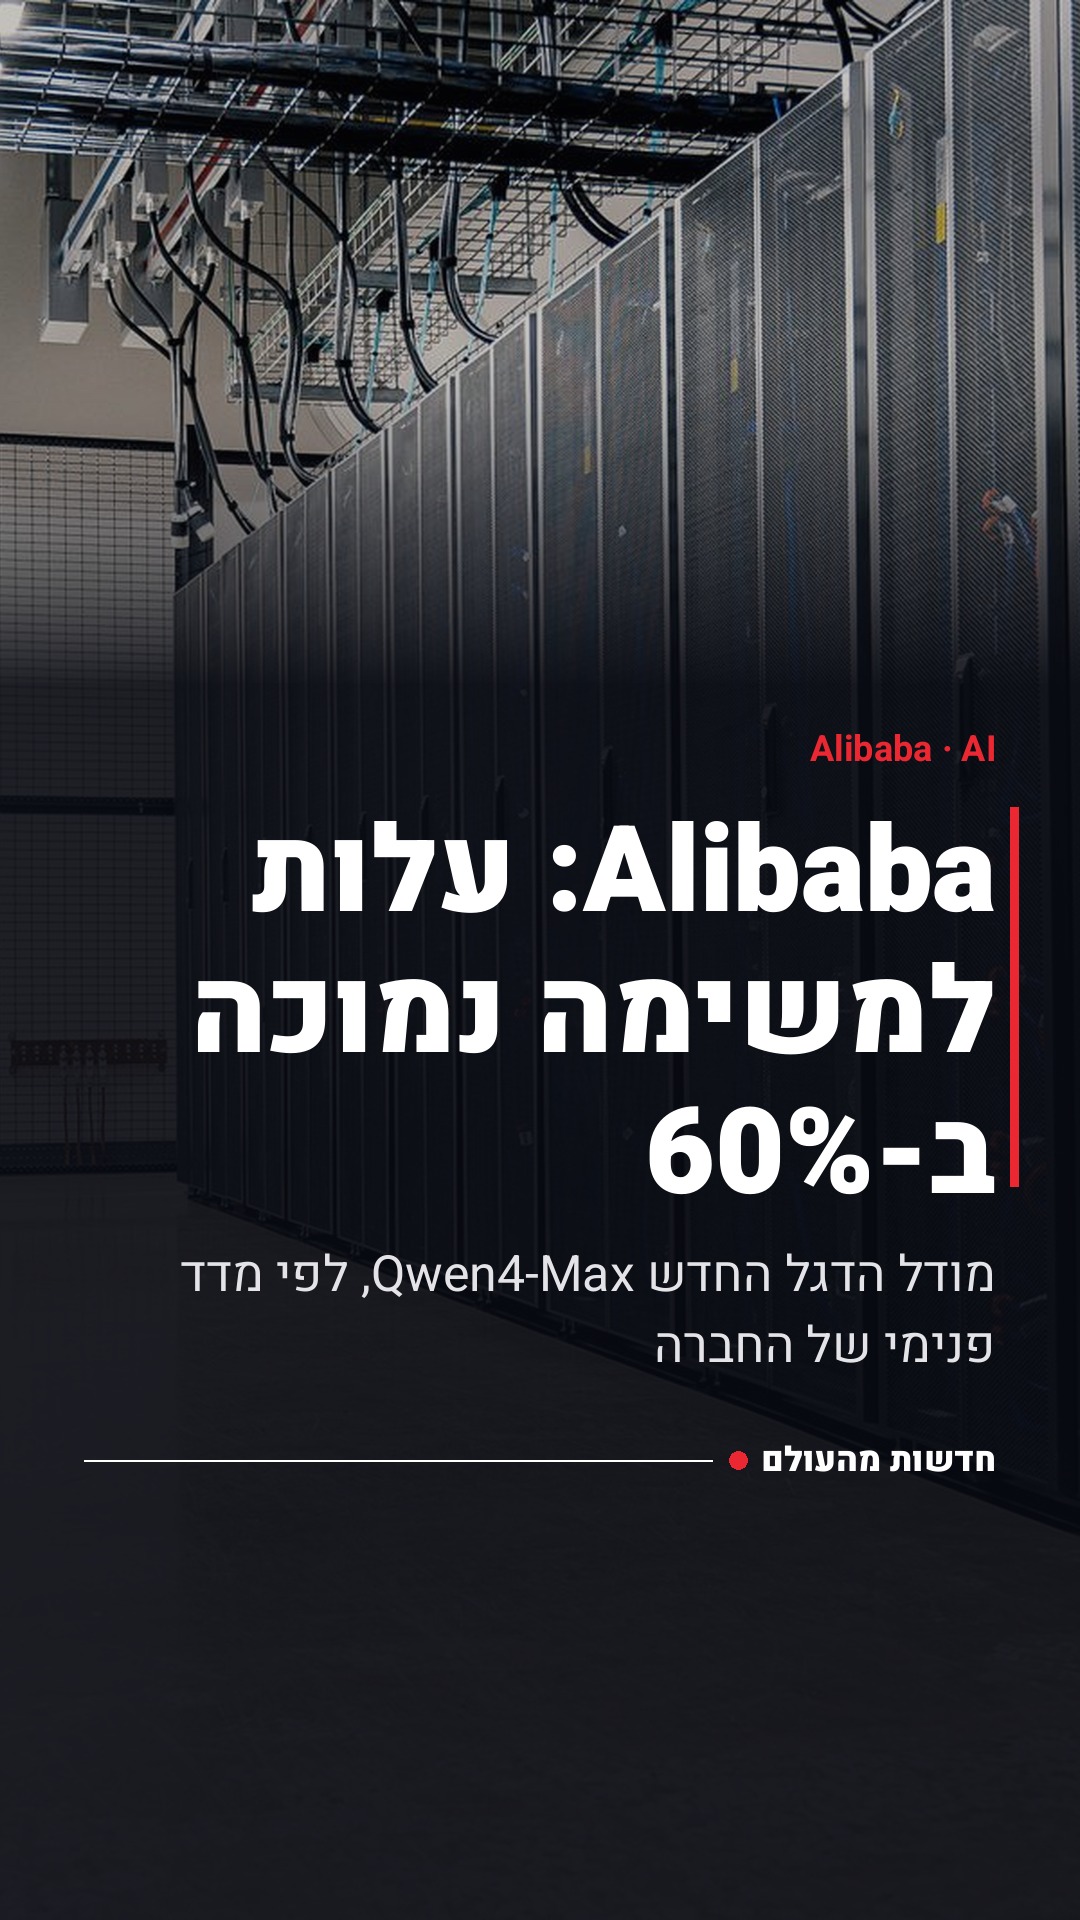 Alibaba · AI
Alibaba: עלות
למשימה נמוכה
ב-60%
מודל הדגל החדש Qwen4-Max, לפי מדד
פנימי של החברה
חדשות מהעולם